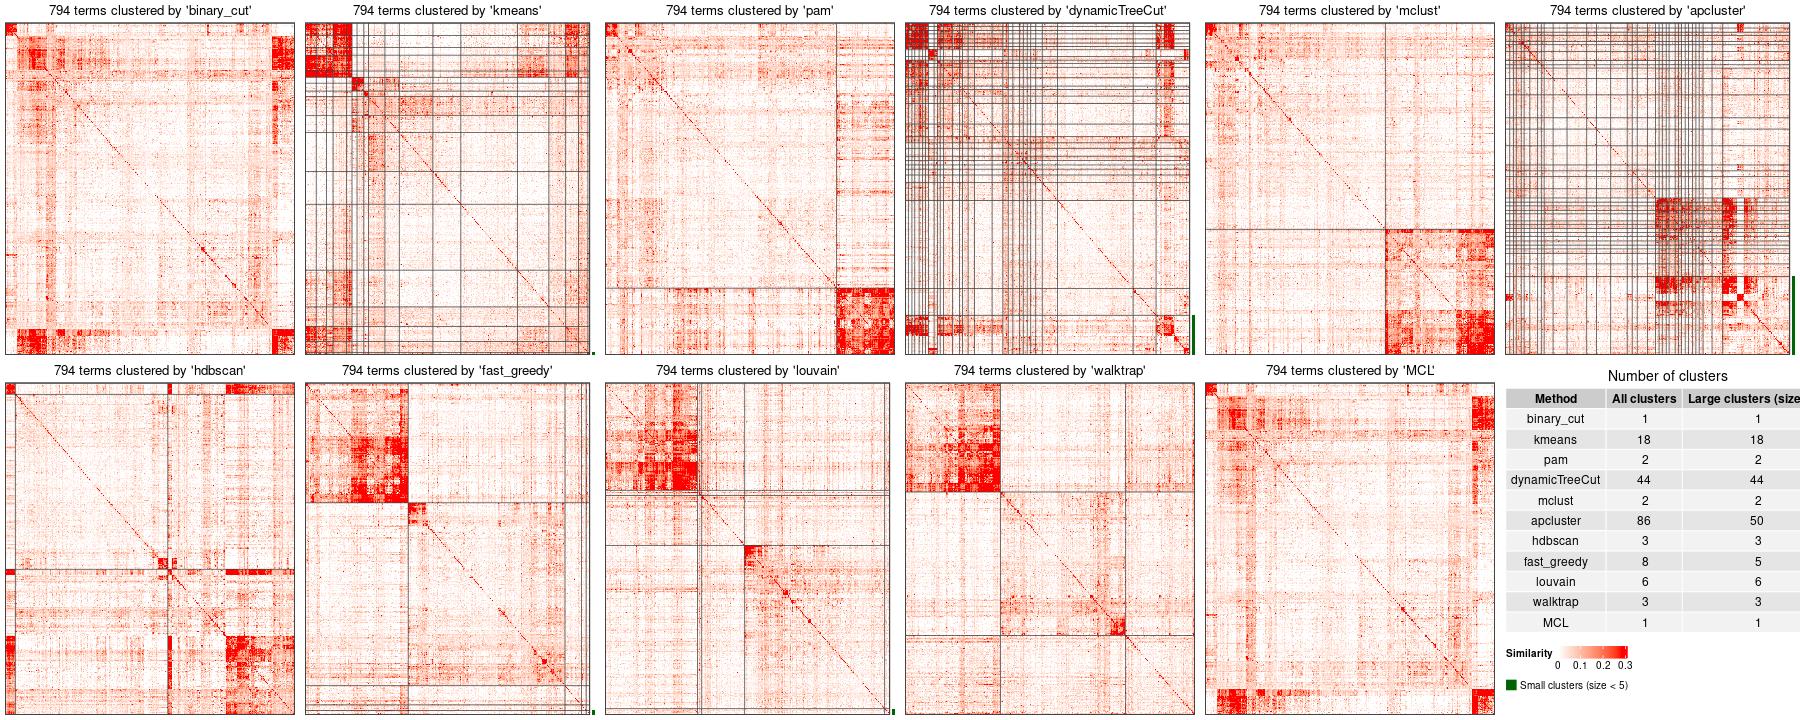 794 terms clustered by 'binary_cut'
794 terms clustered by 'kmeans'
794 terms clustered by 'pam'
794 terms clustered by 'dynamicTreeCut'
794 terms clustered by 'mclust'
794 terms clustered by 'apcluster'
794 terms clustered by 'hdbscan'
794 terms clustered by 'fast_greedy'
794 terms clustered by 'louvain'
794 terms clustered by 'walktrap'
794 terms clustered by 'MCL'
Number of clusters
Method All clusters Large clusters (size
binary_cut 1 1
kmeans 18 18
pam 2 2
dynamicTreeCut 44 44
mclust 2 2
apcluster 86 50
hdbscan 3 3
fast_greedy 8 5
louvain 6 6
walktrap 3 3
MCL 1 1
Similarity
0 0.1 0.2 0.3
Small clusters (size < 5)